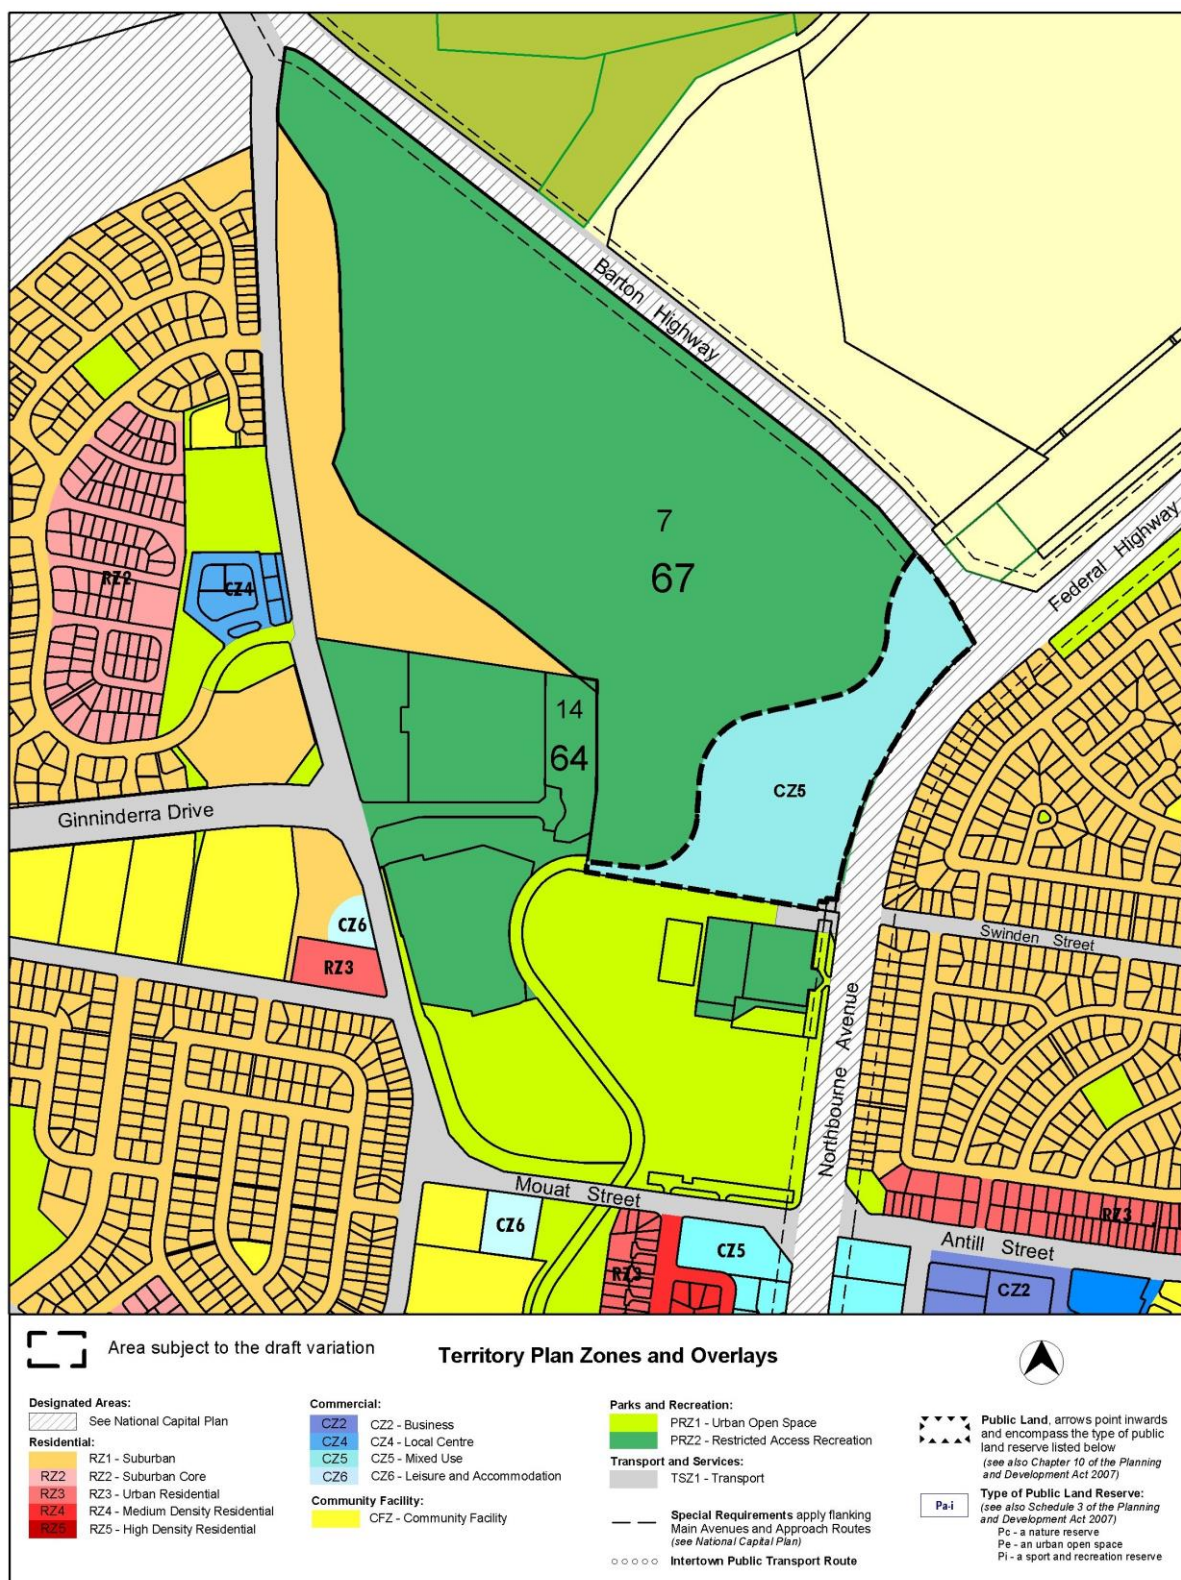 Barton Highway
Federal Highway
7
67
RZ2
CZ4
14
64
CZ5
Ginninderra Drive
CZ6
RZ3
Swinden Street
Northbourne Avenue
Mouat Street
CZ6
CZ5
RZ3
RZ3
Antill Street
CZ2
Area subject to the draft variation
Territory Plan Zones and Overlays
Designated Areas:
See National Capital Plan
Residential:
RZ1 - Suburban
RZ2 RZ2 - Suburban Core
RZ3 RZ3 - Urban Residential
RZ4 RZ4 - Medium Density Residential
RZ5 RZ5 - High Density Residential
Commercial:
CZ2 CZ2 - Business
CZ4 CZ4 - Local Centre
CZ5 CZ5 - Mixed Use
CZ6 CZ6 - Leisure and Accommodation
Community Facility:
CFZ - Community Facility
Parks and Recreation:
PRZ1 - Urban Open Space
PRZ2 - Restricted Access Recreation
Transport and Services:
TSZ1 - Transport
Special Requirements apply flanking
Main Avenues and Approach Routes
(see National Capital Plan)
Intertown Public Transport Route
Public Land, arrows point inwards
and encompass the type of public
land reserve listed below
(see also Chapter 10 of the Planning
and Development Act 2007)
Type of Public Land Reserve:
Pa-i (see also Schedule 3 of the Planning
and Development Act 2007)
Pc - a nature reserve
Pe - an urban open space
Pi - a sport and recreation reserve